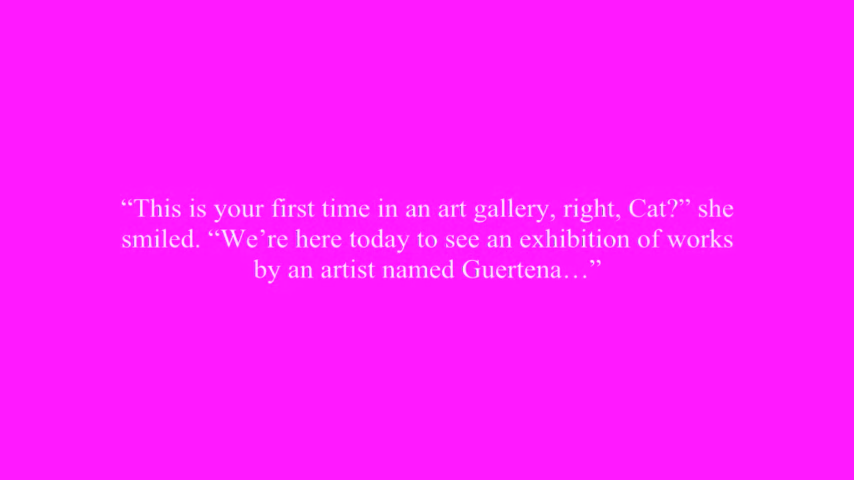 “This is your first time in an art gallery, right, Cat?” she
smiled. “We’re here today to see an exhibition of works
by an artist named Guertena…”